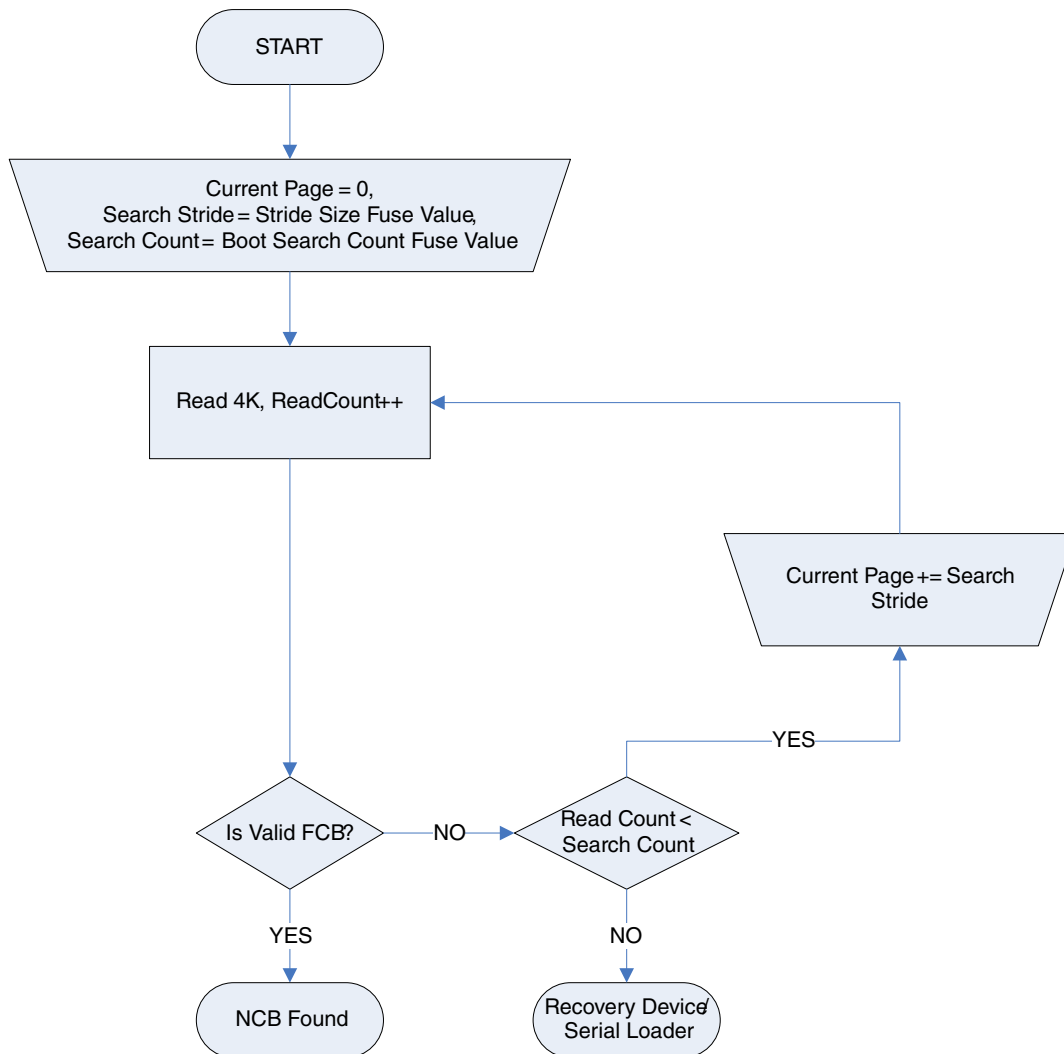 START
Current Page = 0,
Search Stride= Stride Size Fuse Value,
Search Count= Boot Search Count Fuse Value
Read 4K, ReadCount++
Current Page += Search
Stride
YES
Is Valid FCB?
NO
Read Count <
Search Count
YES
NO
NCB Found
Recovery Device/
Serial Loader